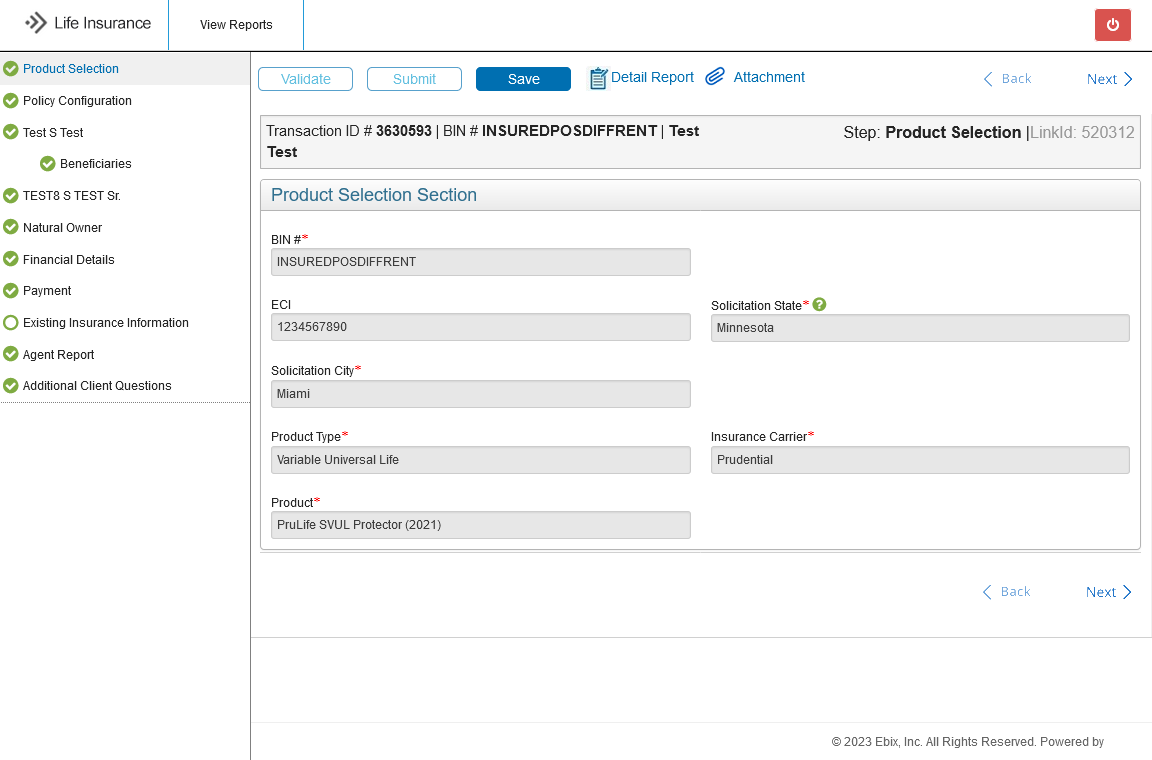 Life Insurance
View Reports
Product Selection
Policy Configuration
Test S Test
Beneficiaries
TEST8 S TEST Sr.
Natural Owner
Financial Details
Payment
Existing Insurance Information
Agent Report
Additional Client Questions
Validate Submit Save Detail Report Attachment Back Next
Transaction ID # 3630593 | BIN # INSUREDPOSDIFFRENT | Test
Test
Step: Product Selection |LinkId: 520312
Product Selection Section
BIN #*
INSUREDPOSDIFFRENT
ECI
1234567890
Solicitation State* ?
Minnesota
Solicitation City*
Miami
Product Type*
Variable Universal Life
Insurance Carrier*
Prudential
Product*
PruLife SVUL Protector (2021)
Back Next
© 2023 Ebix, Inc. All Rights Reserved. Powered by